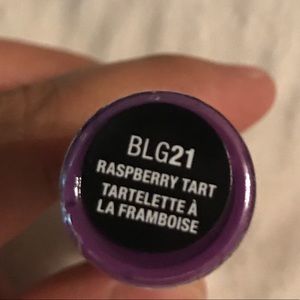 BLG21
RASPBERRY TART
TARTELETTE À
LA FRAMBOISE